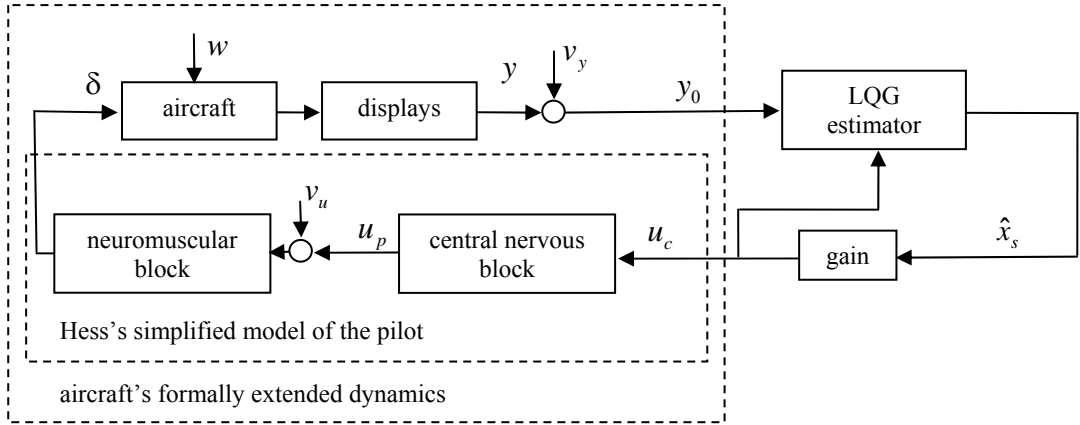 w
δ
aircraft
displays
y
v_y
y_0
LQG
estimator
v_u
neuromuscular
block
u_p
central nervous
block
u_c
gain
x̂_s
Hess's simplified model of the pilot
aircraft's formally extended dynamics